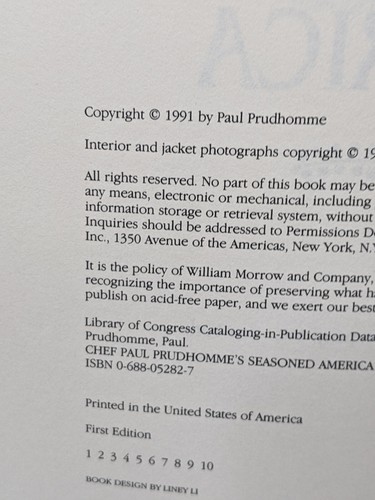 Copyright © 1991 by Paul Prudhomme
Interior and jacket photographs copyright © 19
All rights reserved. No part of this book may be
any means, electronic or mechanical, including
information storage or retrieval system, without
Inquiries should be addressed to Permissions D
Inc., 1350 Avenue of the Americas, New York, N.Y
It is the policy of William Morrow and Company,
recognizing the importance of preserving what h
publish on acid-free paper, and we exert our best
Library of Congress Cataloging-in-Publication Data
Prudhomme, Paul.
CHEF PAUL PRUDHOMME'S SEASONED AMERICA
ISBN 0-688-05282-7
Printed in the United States of America
First Edition
1 2 3 4 5 6 7 8 9 10
BOOK DESIGN BY LINEY LI